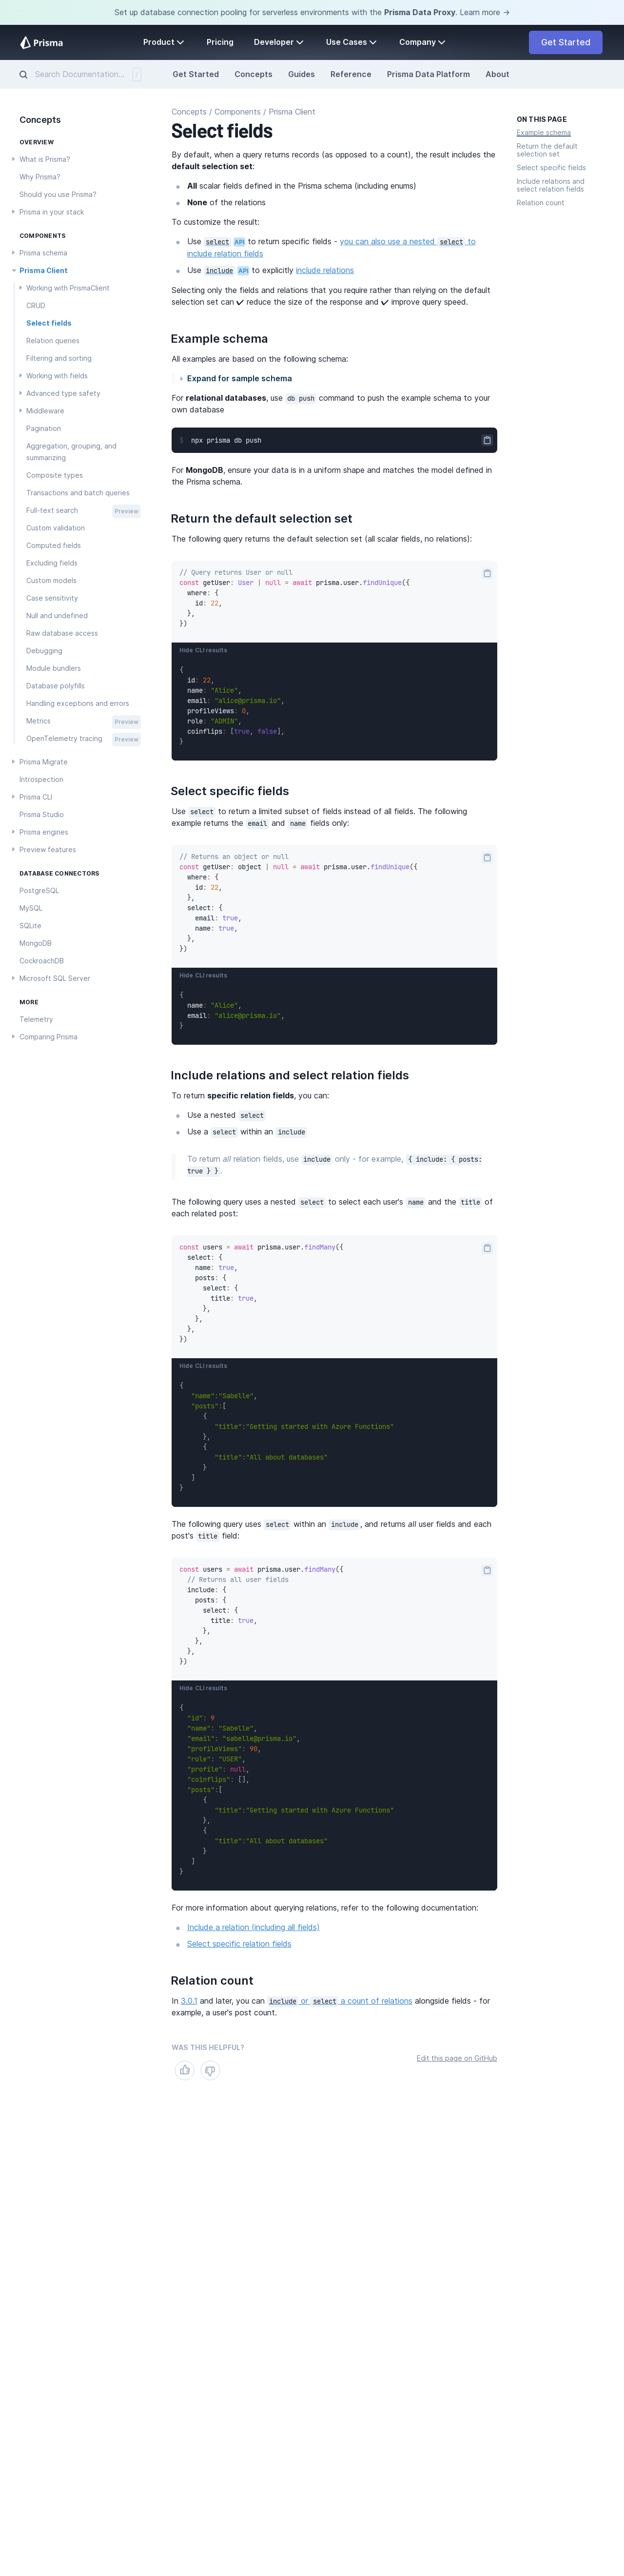 Set up database connection pooling for serverless environments with the Prisma Data Proxy. Learn more →
Prisma
Product
Pricing
Developer
Use Cases
Company
Get Started
Search Documentation...
/
Get Started
Concepts
Guides
Reference
Prisma Data Platform
About
Concepts
OVERVIEW
What is Prisma?
Why Prisma?
Should you use Prisma?
Prisma in your stack
COMPONENTS
Prisma schema
Prisma Client
Working with PrismaClient
CRUD
Select fields
Relation queries
Filtering and sorting
Working with fields
Advanced type safety
Middleware
Pagination
Aggregation, grouping, and
summarizing
Composite types
Transactions and batch queries
Full-text search Preview
Custom validation
Computed fields
Excluding fields
Custom models
Case sensitivity
Null and undefined
Raw database access
Debugging
Module bundlers
Database polyfills
Handling exceptions and errors
Metrics Preview
OpenTelemetry tracing Preview
Prisma Migrate
Introspection
Prisma CLI
Prisma Studio
Prisma engines
Preview features
DATABASE CONNECTORS
PostgreSQL
MySQL
SQLite
MongoDB
CockroachDB
Microsoft SQL Server
MORE
Telemetry
Comparing Prisma
Concepts / Components / Prisma Client
Select fields
By default, when a query returns records (as opposed to a count), the result includes the
default selection set:
All scalar fields defined in the Prisma schema (including enums)
None of the relations
To customize the result:
Use select API to return specific fields - you can also use a nested select to
include relation fields
Use include API to explicitly include relations
Selecting only the fields and relations that you require rather than relying on the default
selection set can ✔ reduce the size of the response and ✔ improve query speed.
Example schema
All examples are based on the following schema:
Expand for sample schema
For relational databases, use db push command to push the example schema to your
own database
$ npx prisma db push
For MongoDB, ensure your data is in a uniform shape and matches the model defined in
the Prisma schema.
Return the default selection set
The following query returns the default selection set (all scalar fields, no relations):
// Query returns User or null
const getUser: User | null = await prisma.user.findUnique({
where: {
id: 22,
},
})
Hide CLI results
{
id: 22,
name: "Alice",
email: "alice@prisma.io",
profileViews: 0,
role: "ADMIN",
coinflips: [true, false],
}
Select specific fields
Use select to return a limited subset of fields instead of all fields. The following
example returns the email and name fields only:
// Returns an object or null
const getUser: object | null = await prisma.user.findUnique({
where: {
id: 22,
},
select: {
email: true,
name: true,
},
})
Hide CLI results
{
name: "Alice",
email: "alice@prisma.io",
}
Include relations and select relation fields
To return specific relation fields, you can:
Use a nested select
Use a select within an include
To return all relation fields, use include only - for example, { include: { posts:
true } } .
The following query uses a nested select to select each user's name and the title of
each related post:
const users = await prisma.user.findMany({
select: {
name: true,
posts: {
select: {
title: true,
},
},
},
})
Hide CLI results
{
"name":"Sabelle",
"posts":[
{
"title":"Getting started with Azure Functions"
},
{
"title":"All about databases"
}
]
}
The following query uses select within an include , and returns all user fields and each
post's title field:
const users = await prisma.user.findMany({
// Returns all user fields
include: {
posts: {
select: {
title: true,
},
},
},
})
Hide CLI results
{
"id": 9
"name": "Sabelle",
"email": "sabelle@prisma.io",
"profileViews": 90,
"role": "USER",
"profile": null,
"coinflips": [],
"posts":[
{
"title":"Getting started with Azure Functions"
},
{
"title":"All about databases"
}
]
}
For more information about querying relations, refer to the following documentation:
Include a relation (including all fields)
Select specific relation fields
Relation count
In 3.0.1 and later, you can include or select a count of relations alongside fields - for
example, a user's post count.
WAS THIS HELPFUL?
Edit this page on GitHub
ON THIS PAGE
Example schema
Return the default
selection set
Select specific fields
Include relations and
select relation fields
Relation count